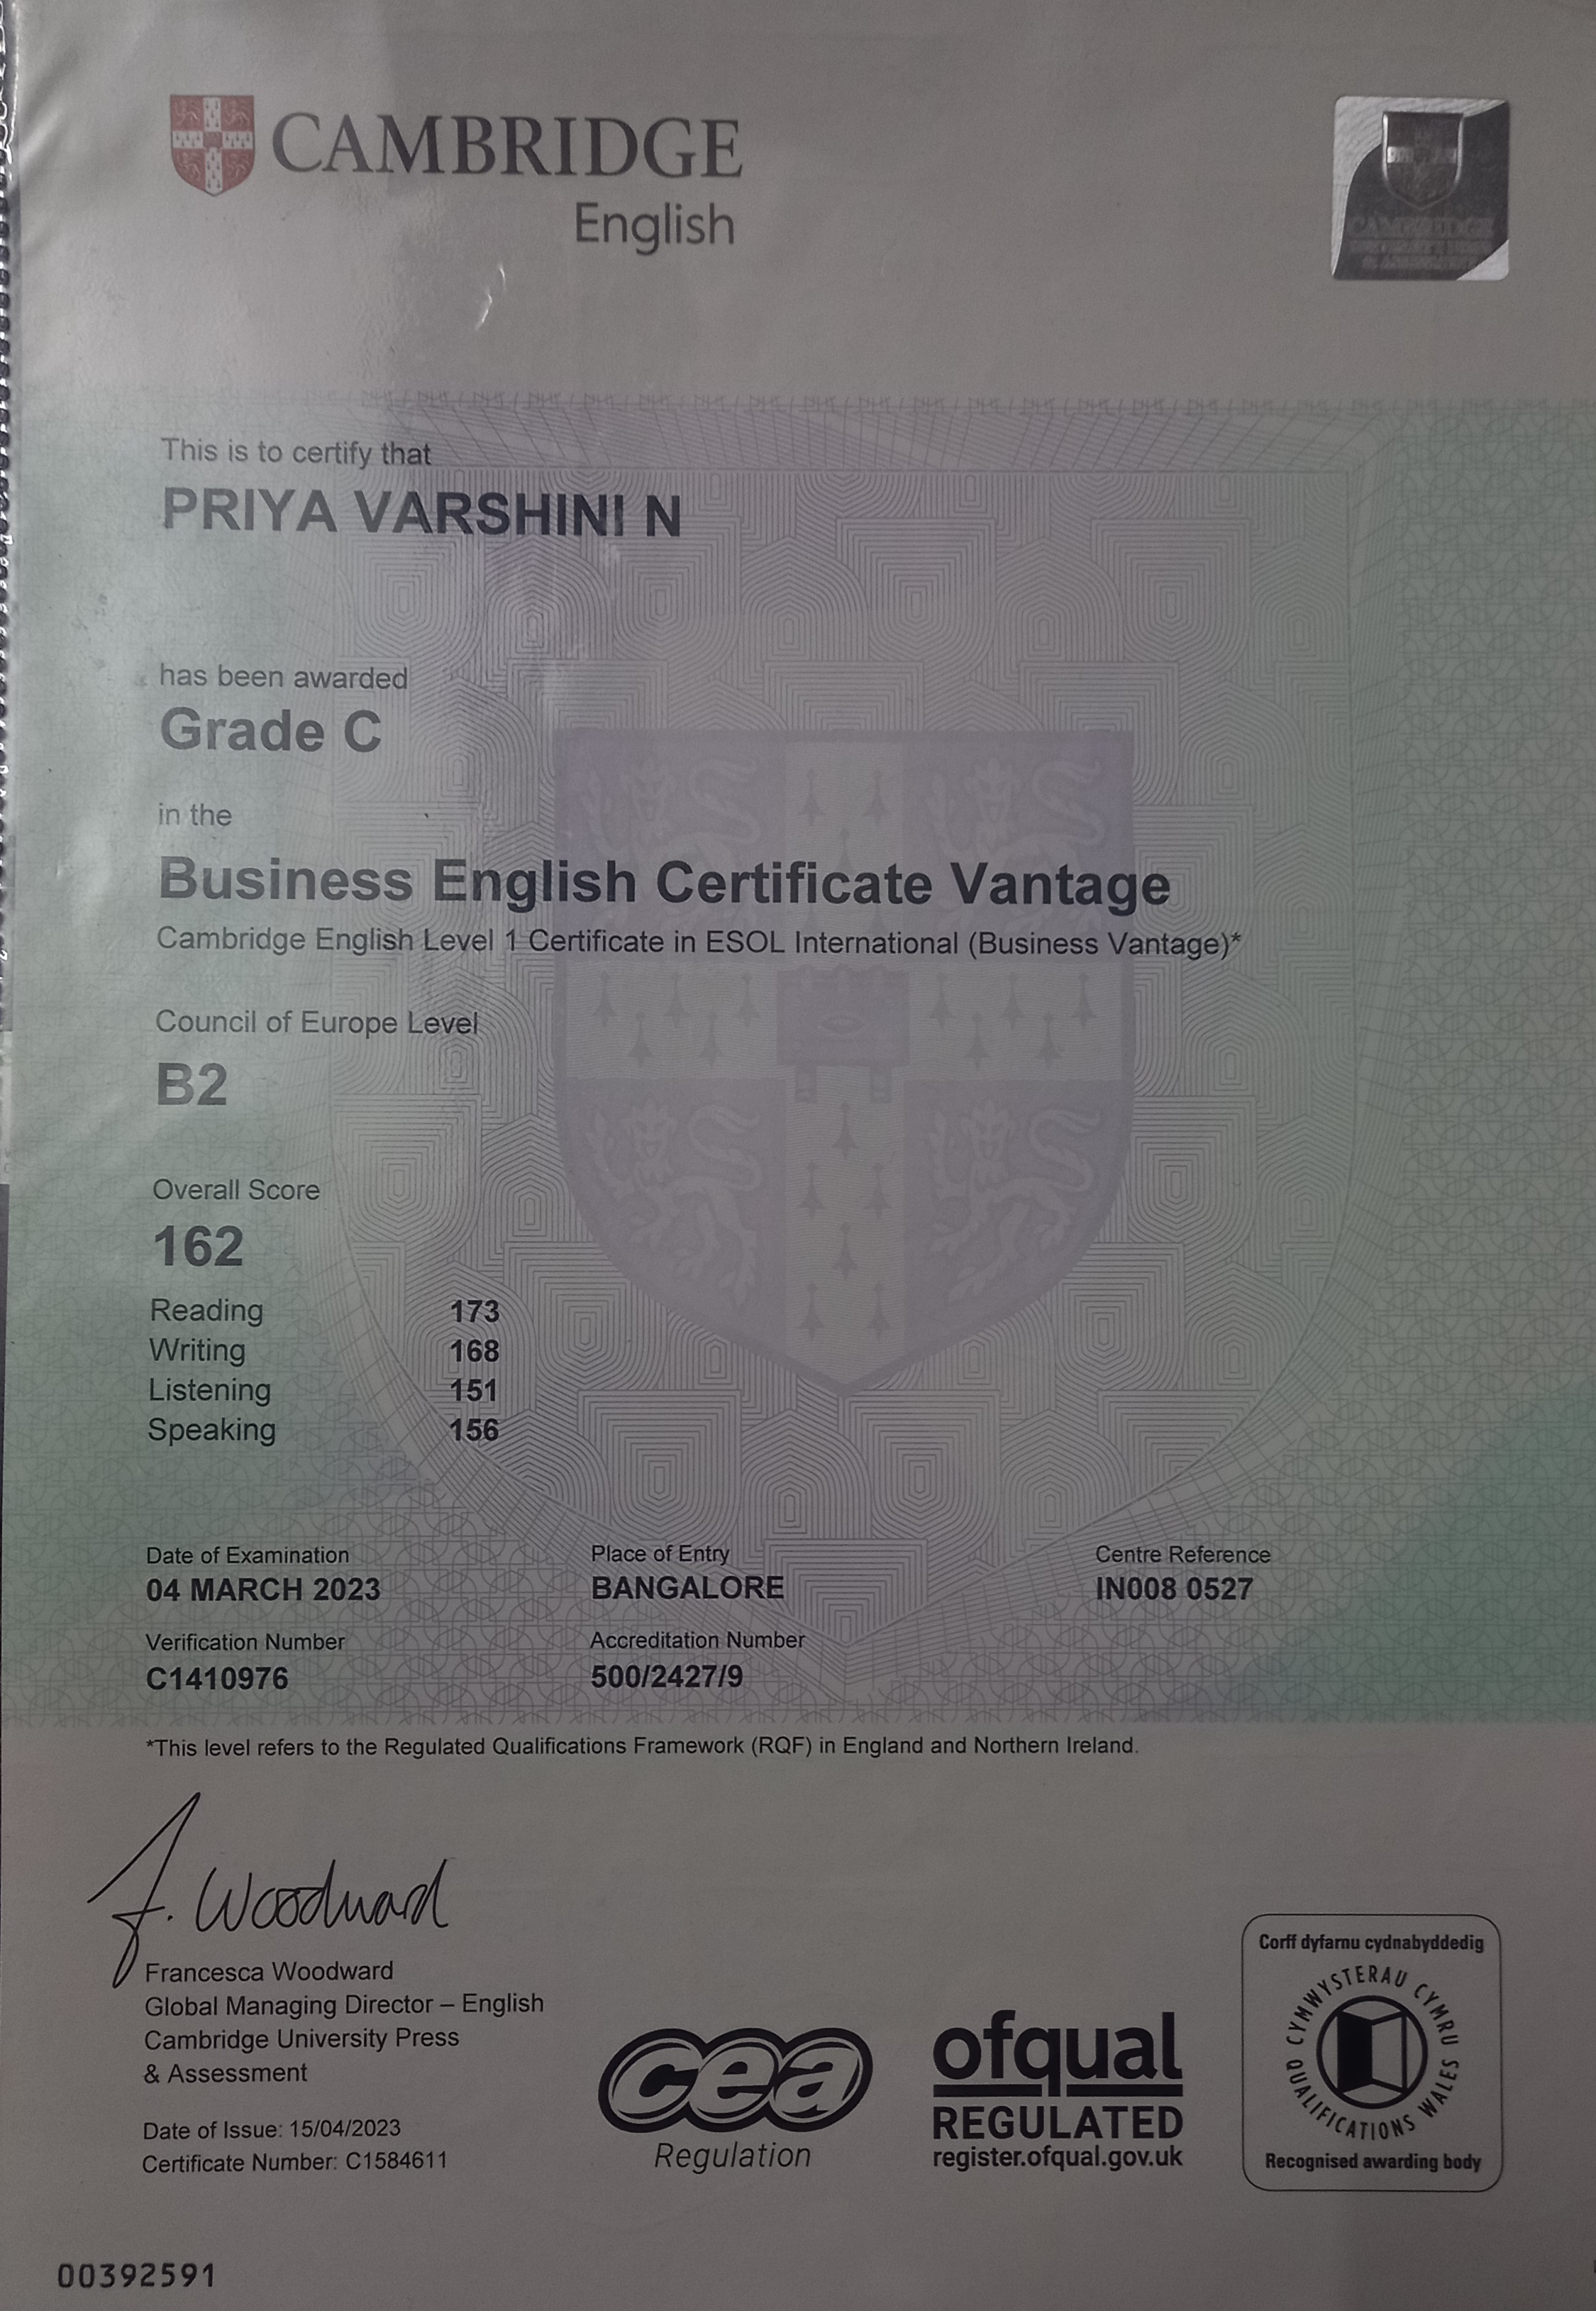 CAMBRIDGE
English
CAMBRIDGE
This is to certify that
PRIYA VARSHINI N
has been awarded
Grade C
in the
Business English Certificate Vantage
Cambridge English Level 1 Certificate in ESOL International (Business Vantage)*
Council of Europe Level
B2
Overall Score
162
Reading 173
Writing 168
Listening 151
Speaking 156
Date of Examination Place of Entry Centre Reference
04 MARCH 2023 BANGALORE IN008 0527
Verification Number Accreditation Number
C1410976 500/2427/9
*This level refers to the Regulated Qualifications Framework (RQF) in England and Northern Ireland.
F. Woodward
Francesca Woodward
Global Managing Director – English
Cambridge University Press
& Assessment
Date of Issue: 15/04/2023
Certificate Number: C1584611
cea
Regulation
ofqual
REGULATED
register.ofqual.gov.uk
Corff dyfarnu cydnabyddedig
CYMWYSTERAU CYMRU
QUALIFICATIONS WALES
Recognised awarding body
00392591